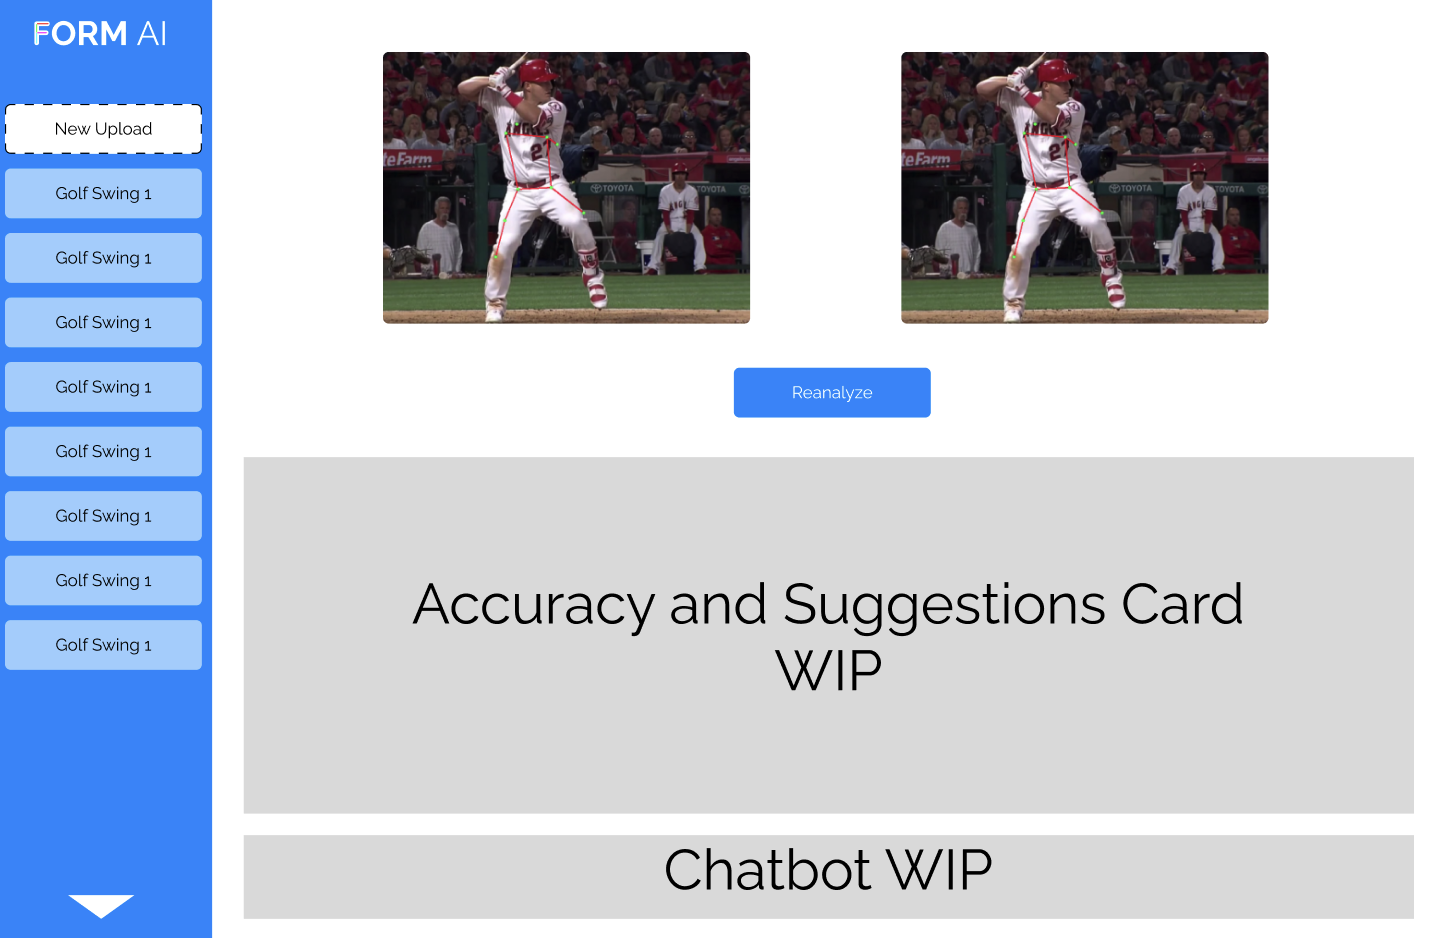 FORM AI
New Upload
Golf Swing 1
Golf Swing 1
Golf Swing 1
Golf Swing 1
Golf Swing 1
Golf Swing 1
Golf Swing 1
Golf Swing 1
ANGELS
27
teFarm
TOYOTA
TOYOTA
ANGELS
27
teFarm
TOYOTA
TOYOTA
Reanalyze
Accuracy and Suggestions Card
WIP
Chatbot WIP